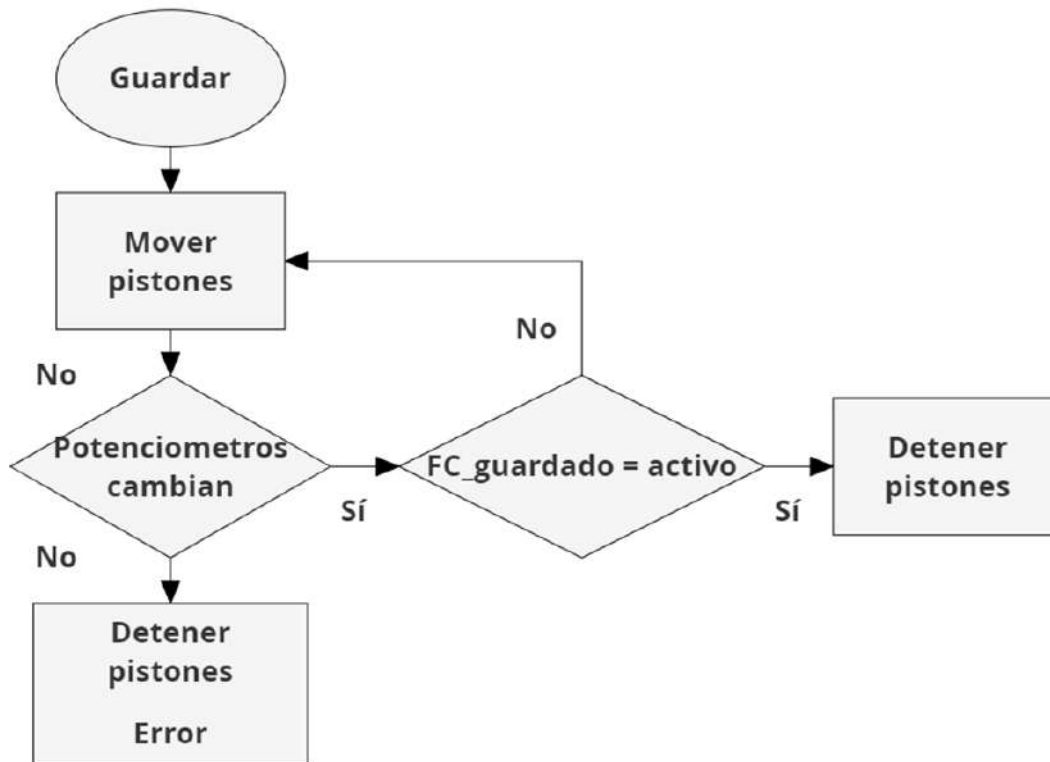 Guardar
Mover
pistones
No
No
Potenciometros
cambian
Sí
FC_guardado = activo
Sí
Detener
pistones
No
Detener
pistones
Error